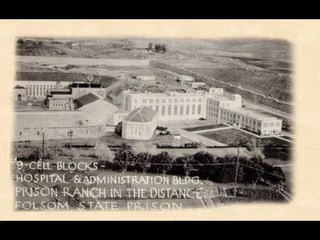 "9-CELL BLOCKS-
HOSPITAL & ADMINISTRATION BLDG.
PRISON RANCH IN THE DISTANCE
FOLSOM STATE PRISON